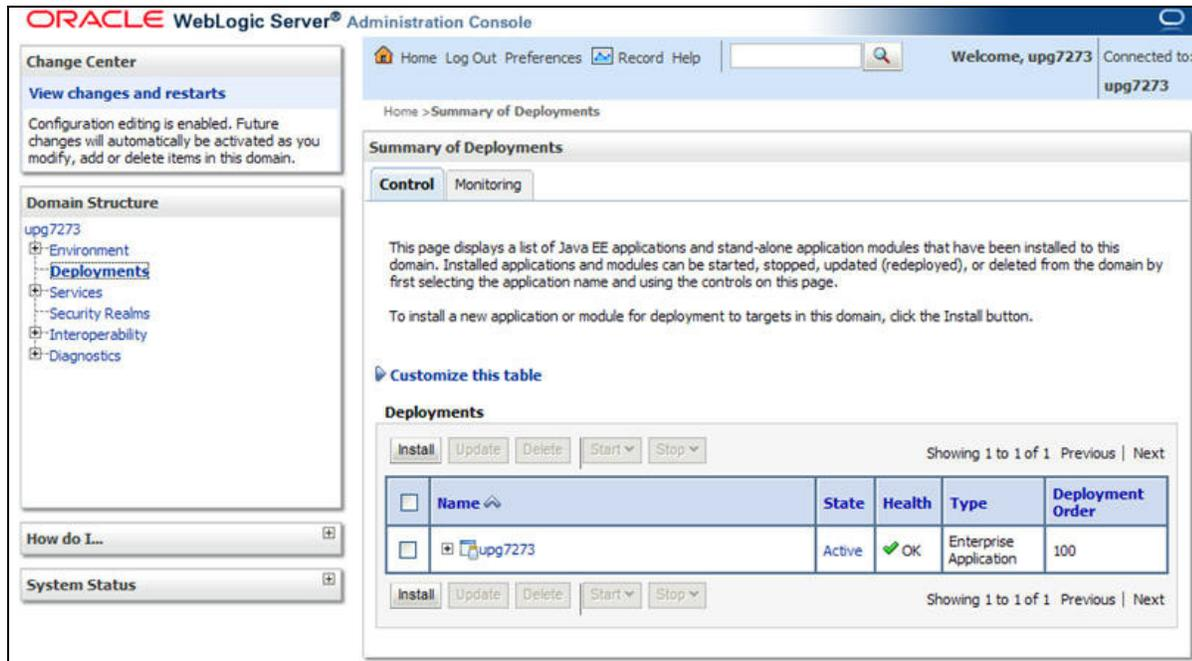 ORACLE WebLogic Server® Administration Console
Change Center
View changes and restarts
Configuration editing is enabled. Future
changes will automatically be activated as you
modify, add or delete items in this domain.
Domain Structure
upg7273
Environment
Deployments
Services
Security Realms
Interoperability
Diagnostics
How do I...
System Status
Home Log Out Preferences Record Help
Welcome, upg7273
Connected to:
upg7273
Home >Summary of Deployments
Summary of Deployments
Control Monitoring
This page displays a list of Java EE applications and stand-alone application modules that have been installed to this
domain. Installed applications and modules can be started, stopped, updated (redeployed), or deleted from the domain by
first selecting the application name and using the controls on this page.
To install a new application or module for deployment to targets in this domain, click the Install button.
Customize this table
Deployments
Install Update Delete Start Stop Showing 1 to 1 of 1 Previous | Next
Name State Health Type Deployment Order
upg7273 Active OK Enterprise Application 100
Install Update Delete Start Stop Showing 1 to 1 of 1 Previous | Next